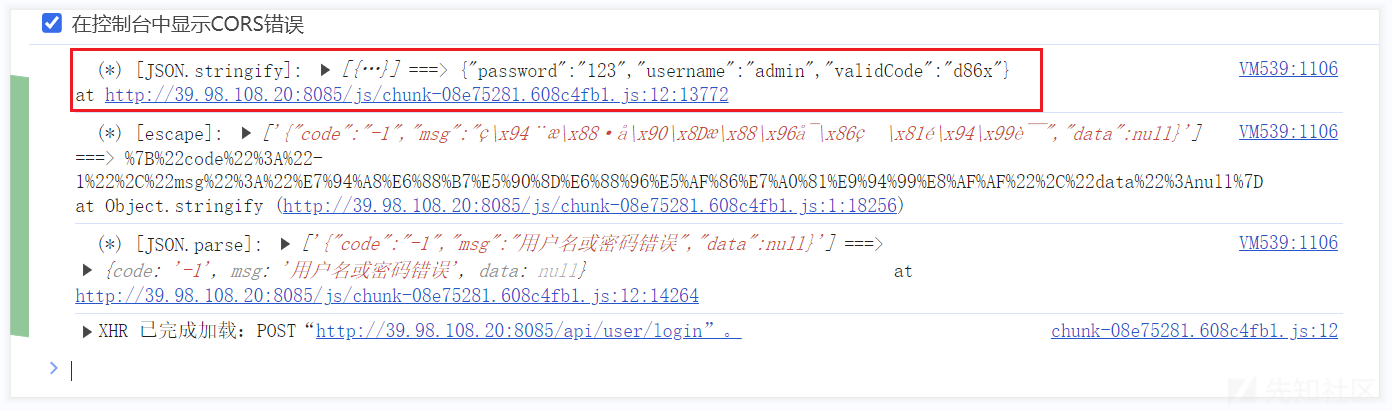 在控制台中显示CORS错误
(*) [JSON.stringify]: ▶ [{…}] ===> {"password":"123","username":"admin","validCode":"d86x"} VM539:1106
at http://39.98.108.20:8085/js/chunk-08e75281.608c4fb1.js:12:13772
(*) [escape]: ▶ ['{"code":"-1","msg":"ç\x94¨æ\x88·å\x90\x8Dæ\x88\x96å¯\x86ç \x81é\x94\x99è¯¯","data":null}'] VM539:1106
===> %7B%22code%22%3A%22-
1%22%2C%22msg%22%3A%22%E7%94%A8%E6%88%B7%E5%90%8D%E6%88%96%E5%AF%86%E7%A0%81%E9%94%99%E8%AF%AF%22%2C%22data%22%3Anull%7D
at Object.stringify (http://39.98.108.20:8085/js/chunk-08e75281.608c4fb1.js:1:18256)
(*) [JSON.parse]: ▶ ['{"code":"-1","msg":"用户名或密码错误","data":null}'] ===> VM539:1106
▶ {code: '-1', msg: '用户名或密码错误', data: null} at
http://39.98.108.20:8085/js/chunk-08e75281.608c4fb1.js:12:14264
▶ XHR 已完成加载: POST“http://39.98.108.20:8085/api/user/login”。 chunk-08e75281.608c4fb1.js:12
>
先知社区